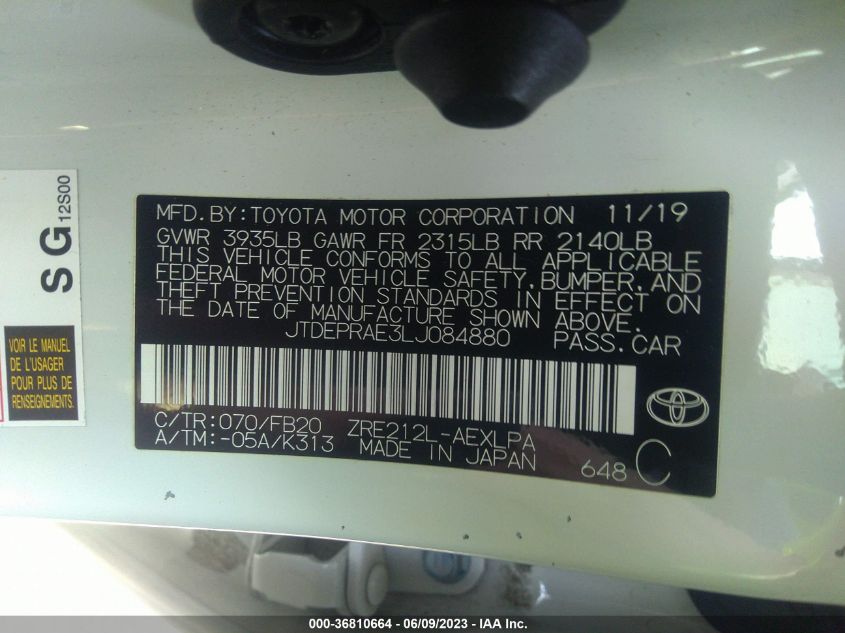 MFD. BY: TOYOTA MOTOR CORPORATION 11/19
GVWR 3935LB GAWR FR 2315LB RR 2140LB
THIS VEHICLE CONFORMS TO ALL APPLICABLE
FEDERAL MOTOR VEHICLE SAFETY, BUMPER, AND
THEFT PREVENTION STANDARDS IN EFFECT ON
THE DATE OF MANUFACTURE SHOWN ABOVE.
JTDEPRAE3LJ084880 PASS. CAR
C/TR: 070/FB20 ZRE212L-AEXLPA
A/TM: -05A/K313 MADE IN JAPAN
648 C
SG 12S00
VOIR LE MANUEL
DE L'USAGER
POUR PLUS DE
RENSEIGNEMENTS.
000-36810664 / 06/09/2023 - IAA Inc.